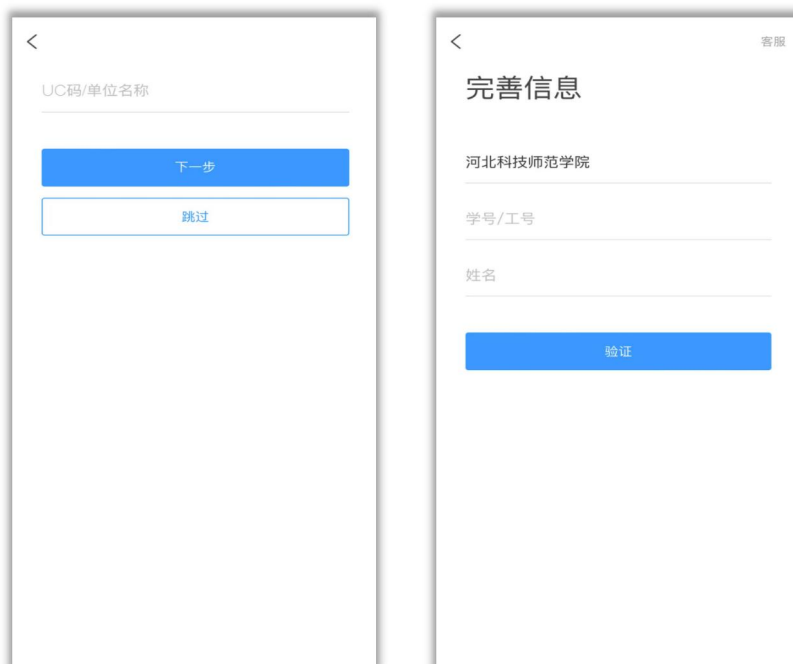 UC码/单位名称
下一步
跳过
客服
完善信息
河北科技师范学院
学号/工号
姓名
验证